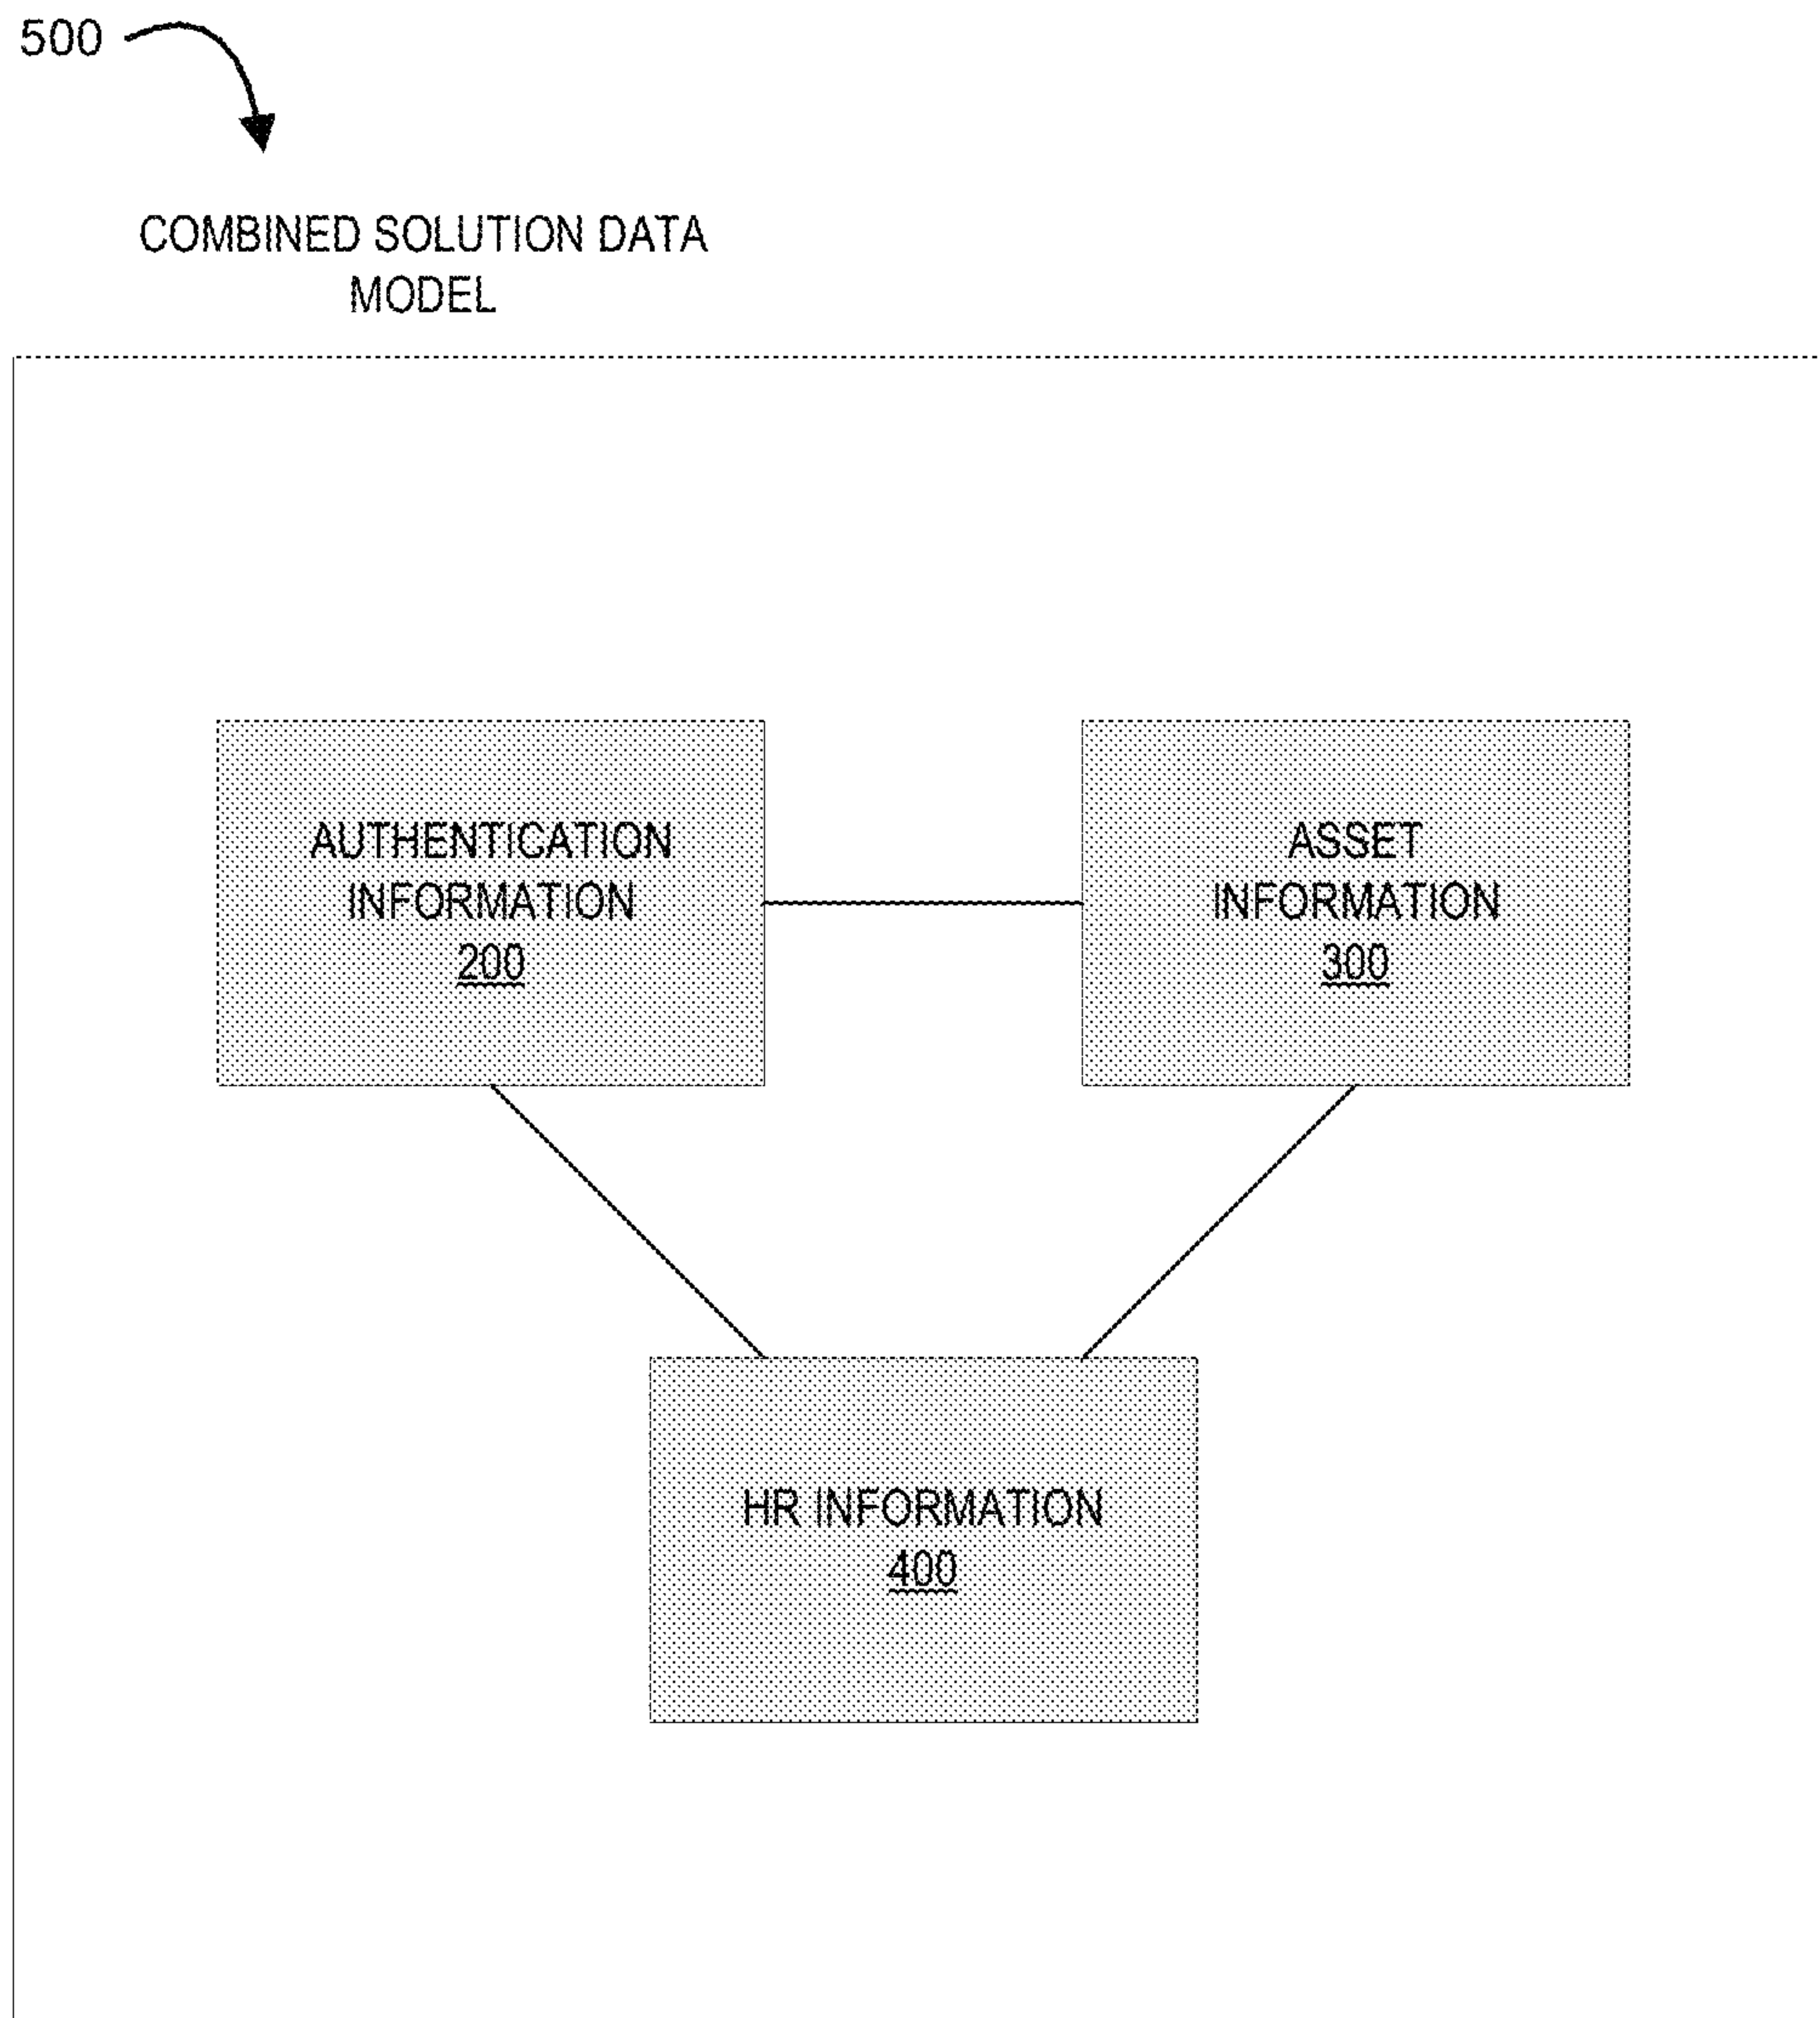 500
COMBINED SOLUTION DATA
MODEL
AUTHENTICATION
INFORMATION
200
ASSET
INFORMATION
300
HR INFORMATION
400